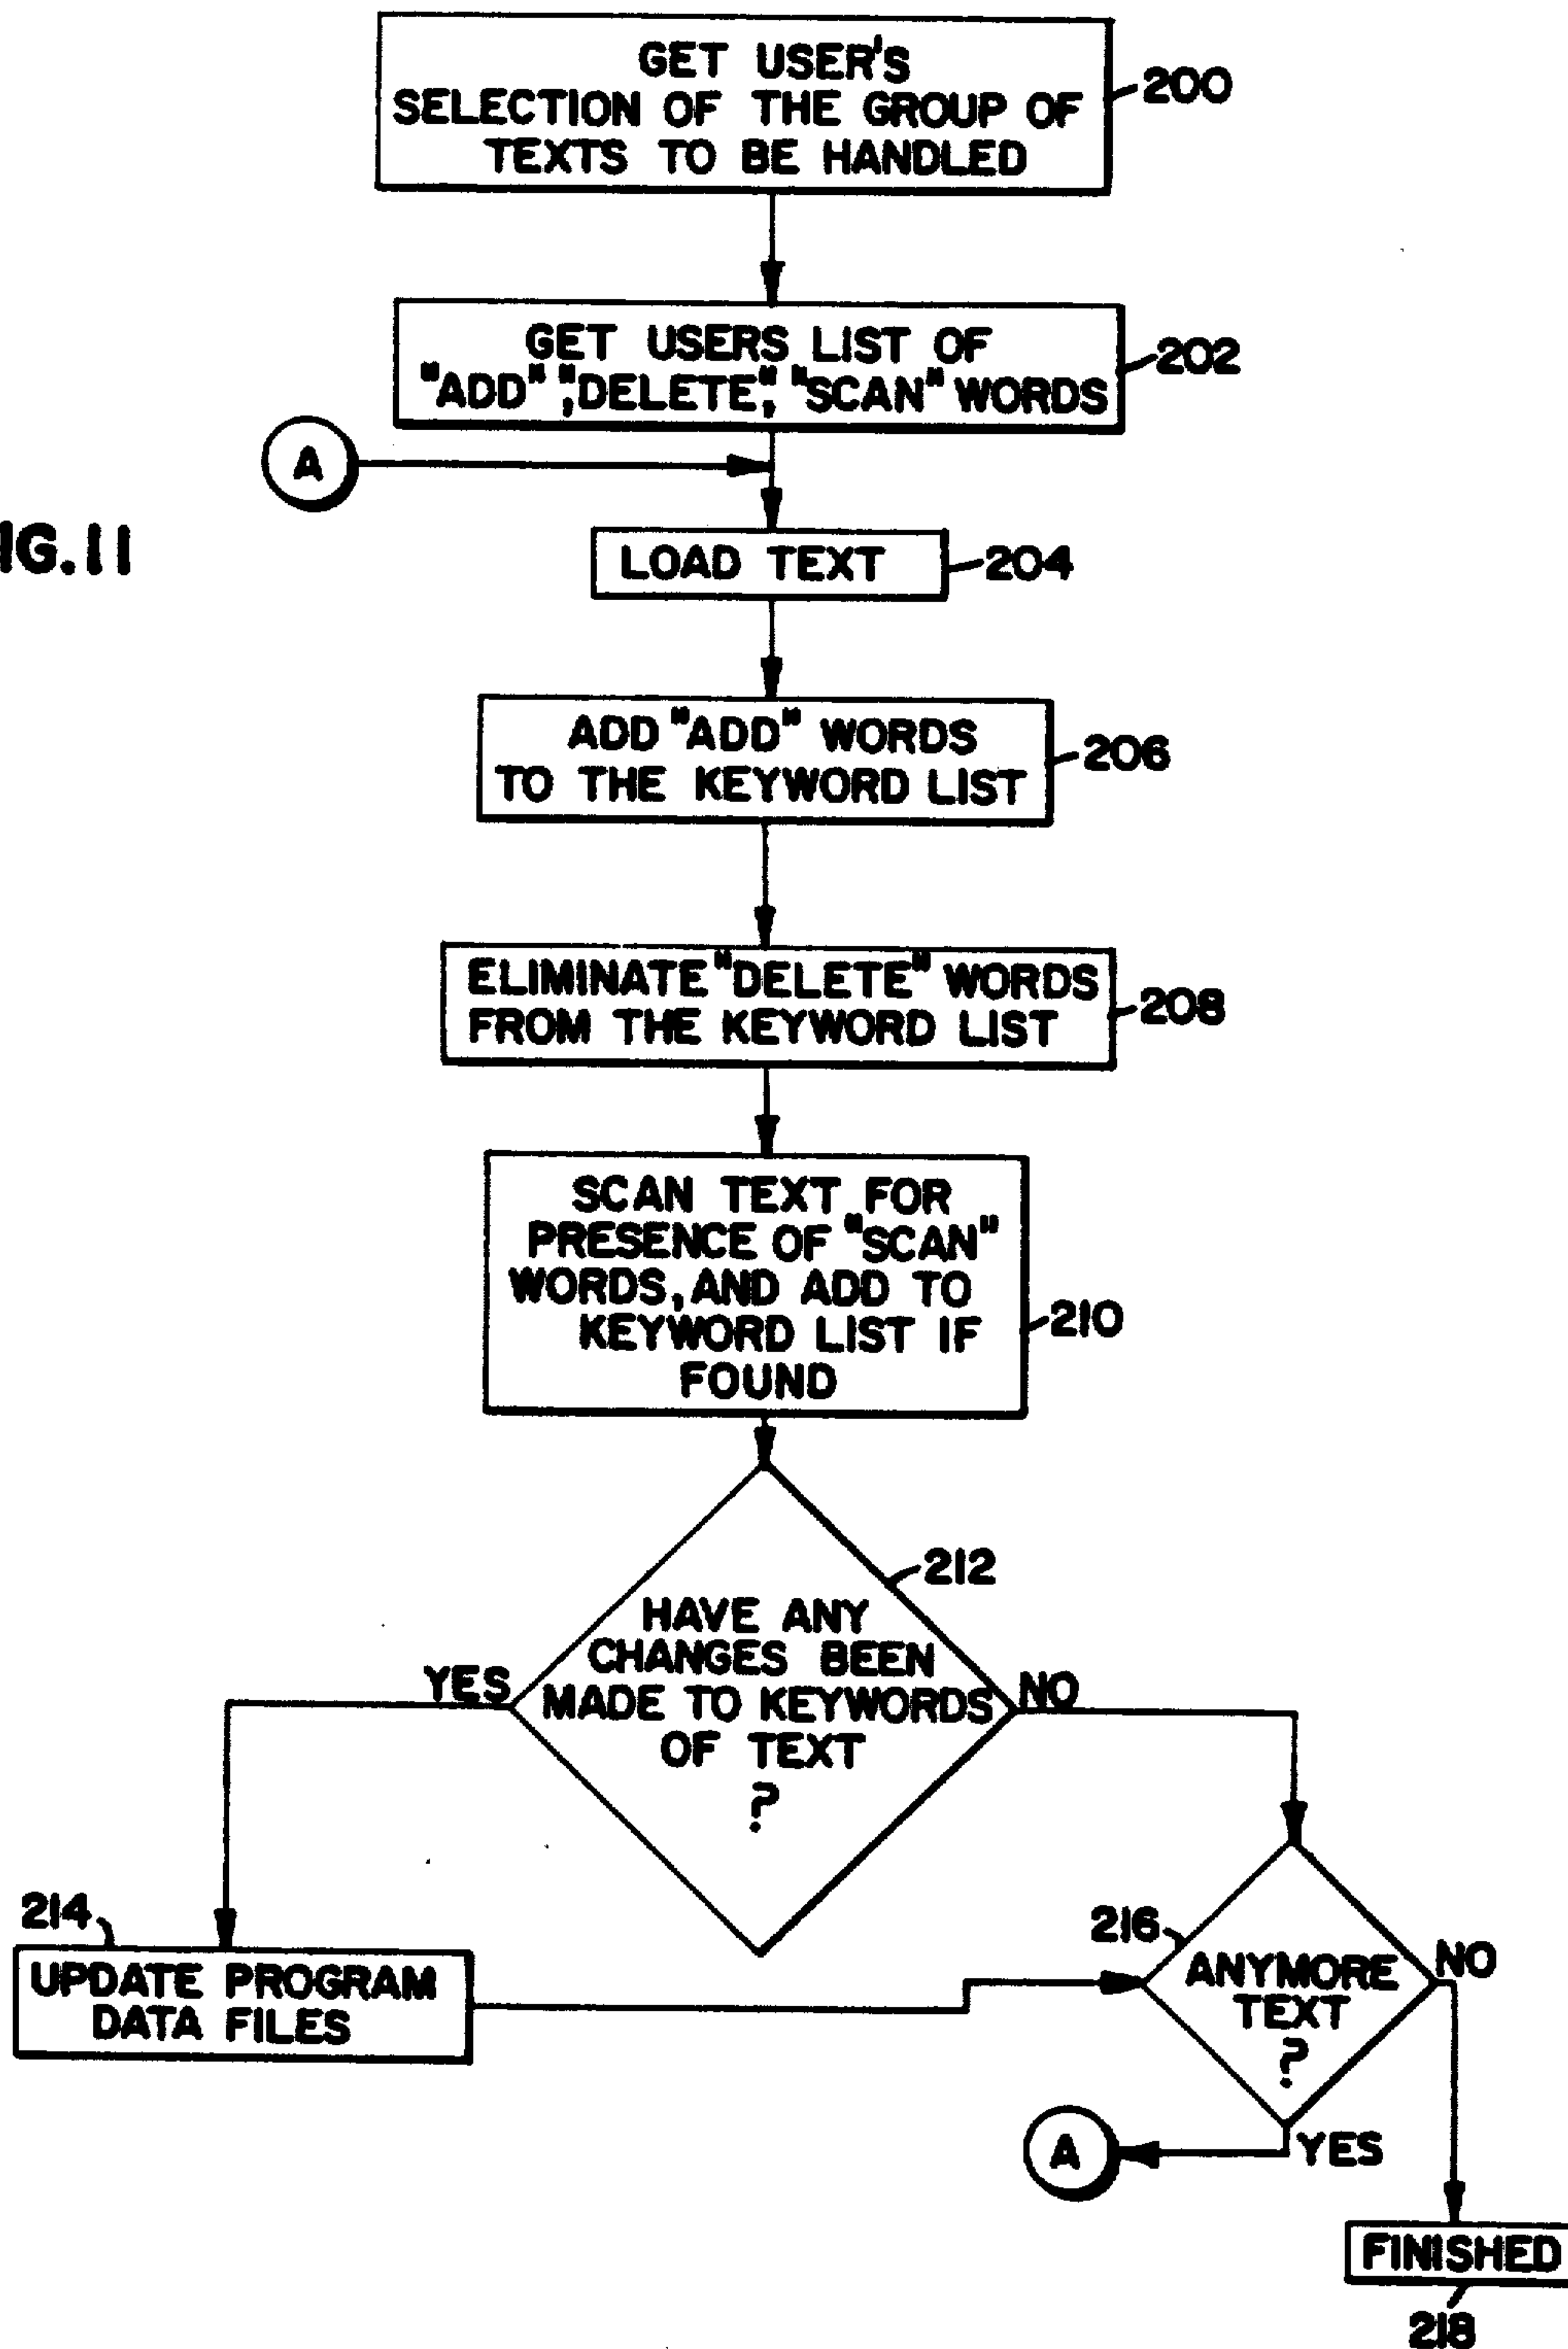 GET USER'S
SELECTION OF THE GROUP OF
TEXTS TO BE HANDLED
200
GET USERS LIST OF
"ADD", "DELETE", "SCAN" WORDS
202
A
IG.11
LOAD TEXT
204
ADD "ADD" WORDS
TO THE KEYWORD LIST
206
ELIMINATE "DELETE" WORDS
FROM THE KEYWORD LIST
208
SCAN TEXT FOR
PRESENCE OF "SCAN"
WORDS, AND ADD TO
KEYWORD LIST IF
FOUND
210
212
HAVE ANY
CHANGES BEEN
MADE TO KEYWORDS
OF TEXT
?
YES
NO
214
UPDATE PROGRAM
DATA FILES
216
ANYMORE
TEXT
?
NO
YES
A
FINISHED
218